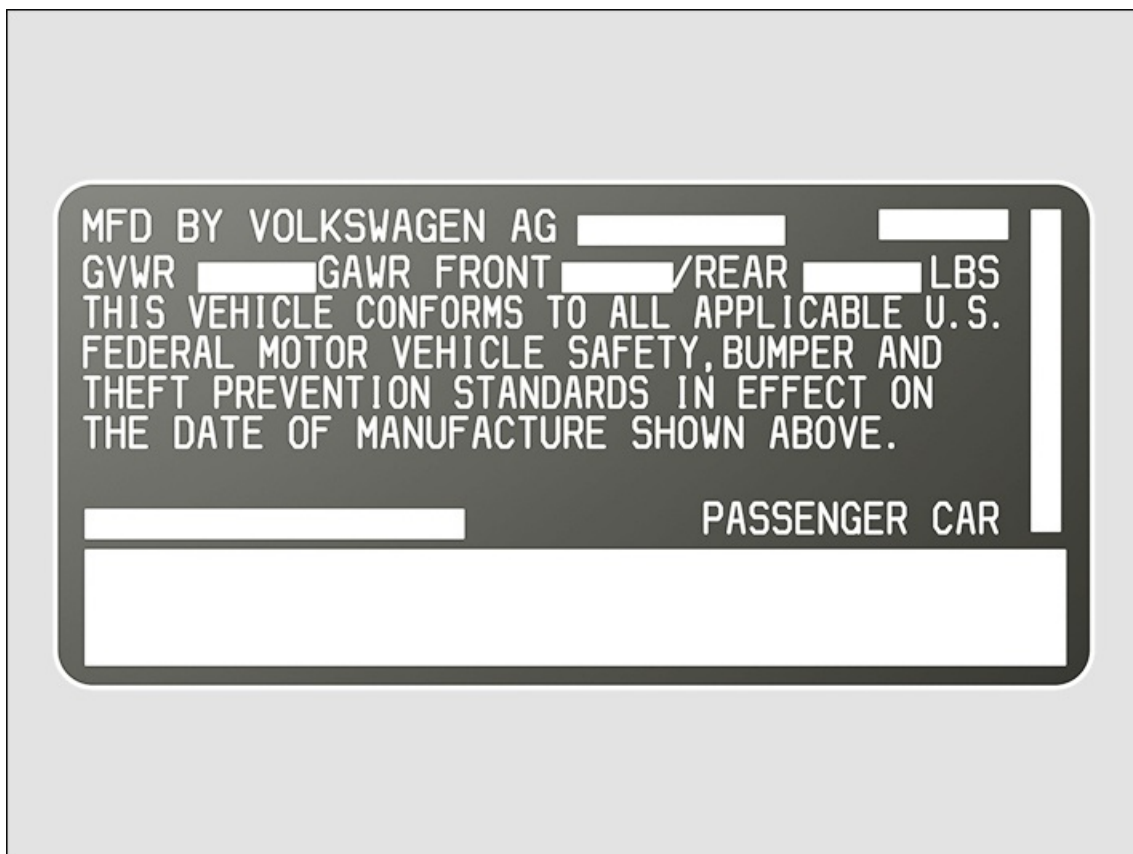 MFD BY VOLKSWAGEN AG
GVWR GAWR FRONT /REAR LBS
THIS VEHICLE CONFORMS TO ALL APPLICABLE U.S.
FEDERAL MOTOR VEHICLE SAFETY,BUMPER AND
THEFT PREVENTION STANDARDS IN EFFECT ON
THE DATE OF MANUFACTURE SHOWN ABOVE.
PASSENGER CAR